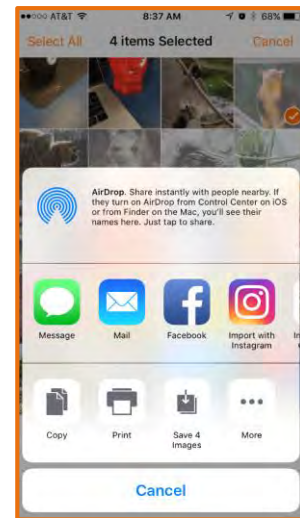 ●●○○○ AT&T 8:37 AM 68%
Select All 4 items Selected Cancel
AirDrop. Share instantly with people nearby. If
they turn on AirDrop from Control Center on iOS
or from Finder on the Mac, you'll see their
names here. Just tap to share.
Message Mail Facebook Import with
Instagram
Copy Print Save 4
Images More
Cancel